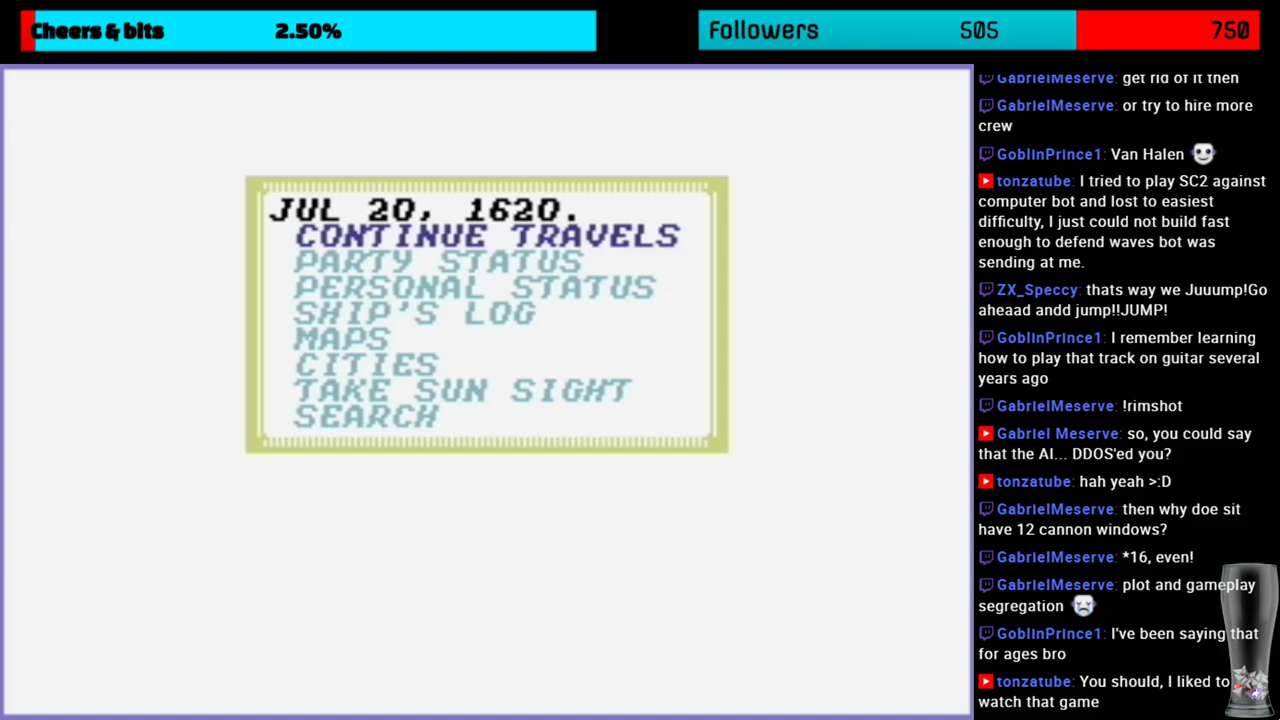 Cheers & bits 2.50%
Followers 505 750
JUL 20, 1620.
CONTINUE TRAVELS
PARTY STATUS
PERSONAL STATUS
SHIP'S LOG
MAPS
CITIES
TAKE SUN SIGHT
SEARCH
GabrielMeserve: get rid of it then
GabrielMeserve: or try to hire more
crew
GoblinPrince1: Van Halen
tonzatube: I tried to play SC2 against
computer bot and lost to easiest
difficulty, I just could not build fast
enough to defend waves bot was
sending at me.
ZX_Speccy: thats way we Juuump!Go
aheaad andd jump!!JUMP!
GoblinPrince1: I remember learning
how to play that track on guitar several
years ago
GabrielMeserve: !rimshot
Gabriel Meserve: so, you could say
that the AI... DDOS'ed you?
tonzatube: hah yeah >:D
GabrielMeserve: then why doe sit
have 12 cannon windows?
GabrielMeserve: *16, even!
GabrielMeserve: plot and gameplay
segregation
GoblinPrince1: I've been saying that
for ages bro
tonzatube: You should, I liked to
watch that game